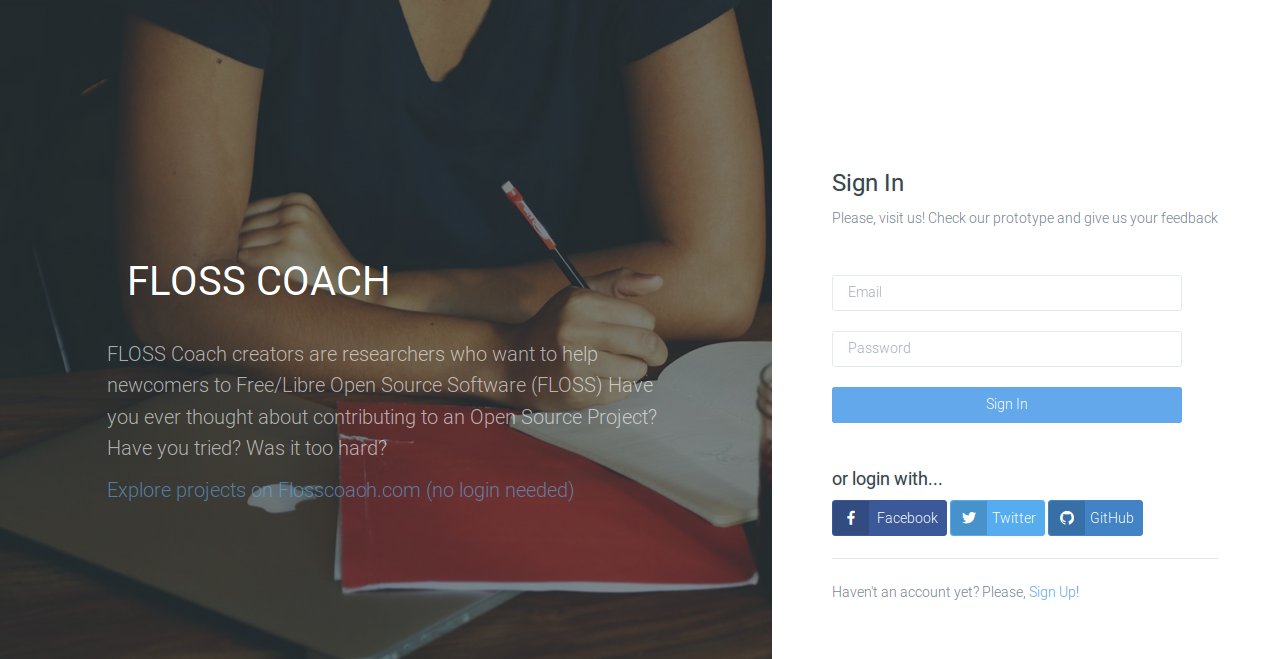 FLOSS COACH
FLOSS Coach creators are researchers who want to help
newcomers to Free/Libre Open Source Software (FLOSS) Have
you ever thought about contributing to an Open Source Project?
Have you tried? Was it too hard?
Explore projects on Flosscoach.com (no login needed)
Sign In
Please, visit us! Check our prototype and give us your feedback
Email
Password
Sign In
or login with...
Facebook Twitter GitHub
Haven't an account yet? Please, Sign Up!